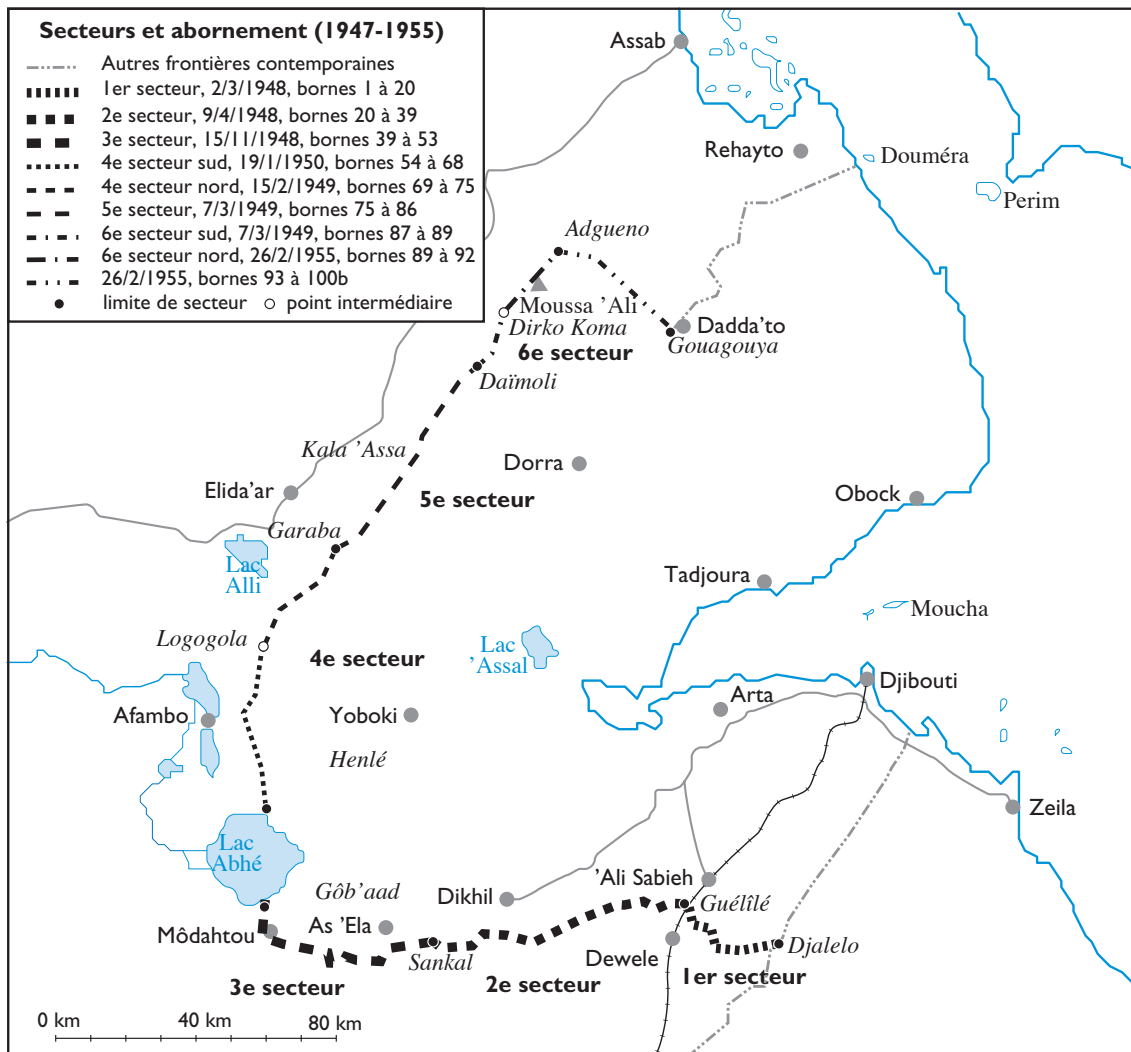 Secteurs et abornement (1947-1955)
Autres frontières contemporaines
1er secteur, 2/3/1948, bornes 1 à 20
2e secteur, 9/4/1948, bornes 20 à 39
3e secteur, 15/11/1948, bornes 39 à 53
4e secteur sud, 19/1/1950, bornes 54 à 68
4e secteur nord, 15/2/1949, bornes 69 à 75
5e secteur, 7/3/1949, bornes 75 à 86
6e secteur sud, 7/3/1949, bornes 87 à 89
6e secteur nord, 26/2/1955, bornes 89 à 92
26/2/1955, bornes 93 à 100b
limite de secteur
point intermédiaire
Assab
Rehayto
Douméra
Perim
Adgueno
Moussa ’Ali
Dirko Koma
Dadda’to
Gouagouya
6e secteur
Daïmoli
Kala ’Assa
Dorra
Elida’ar
5e secteur
Obock
Garaba
Lac
Alli
Tadjoura
Moucha
Logogola
4e secteur
Lac
’Assal
Djibouti
Arta
Afambo
Yoboki
Henlé
Zeila
Lac
Abhé
’Ali Sabieh
Gôb’aad
Dikhil
Guélîlé
As ’Ela
Môdahtou
Sankal
Dewele
Djalelo
1er secteur
2e secteur
3e secteur
0 km
40 km
80 km